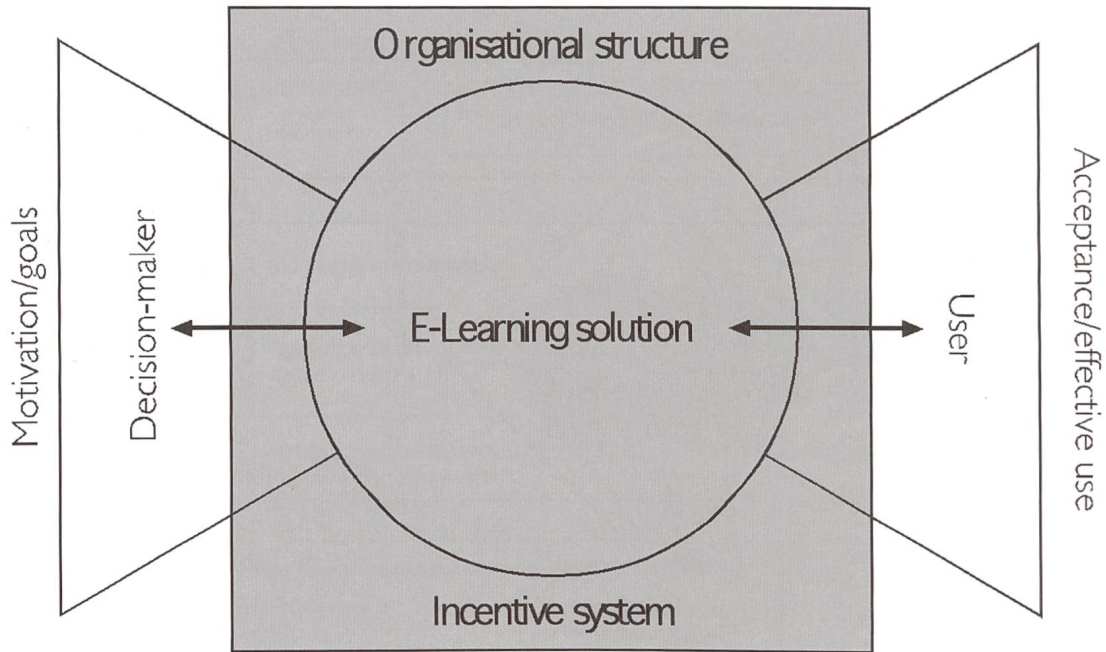 Organisational structure
Motivation/goals
Decision-maker
E-Learning solution
User
Acceptance/effective use
Incentive system